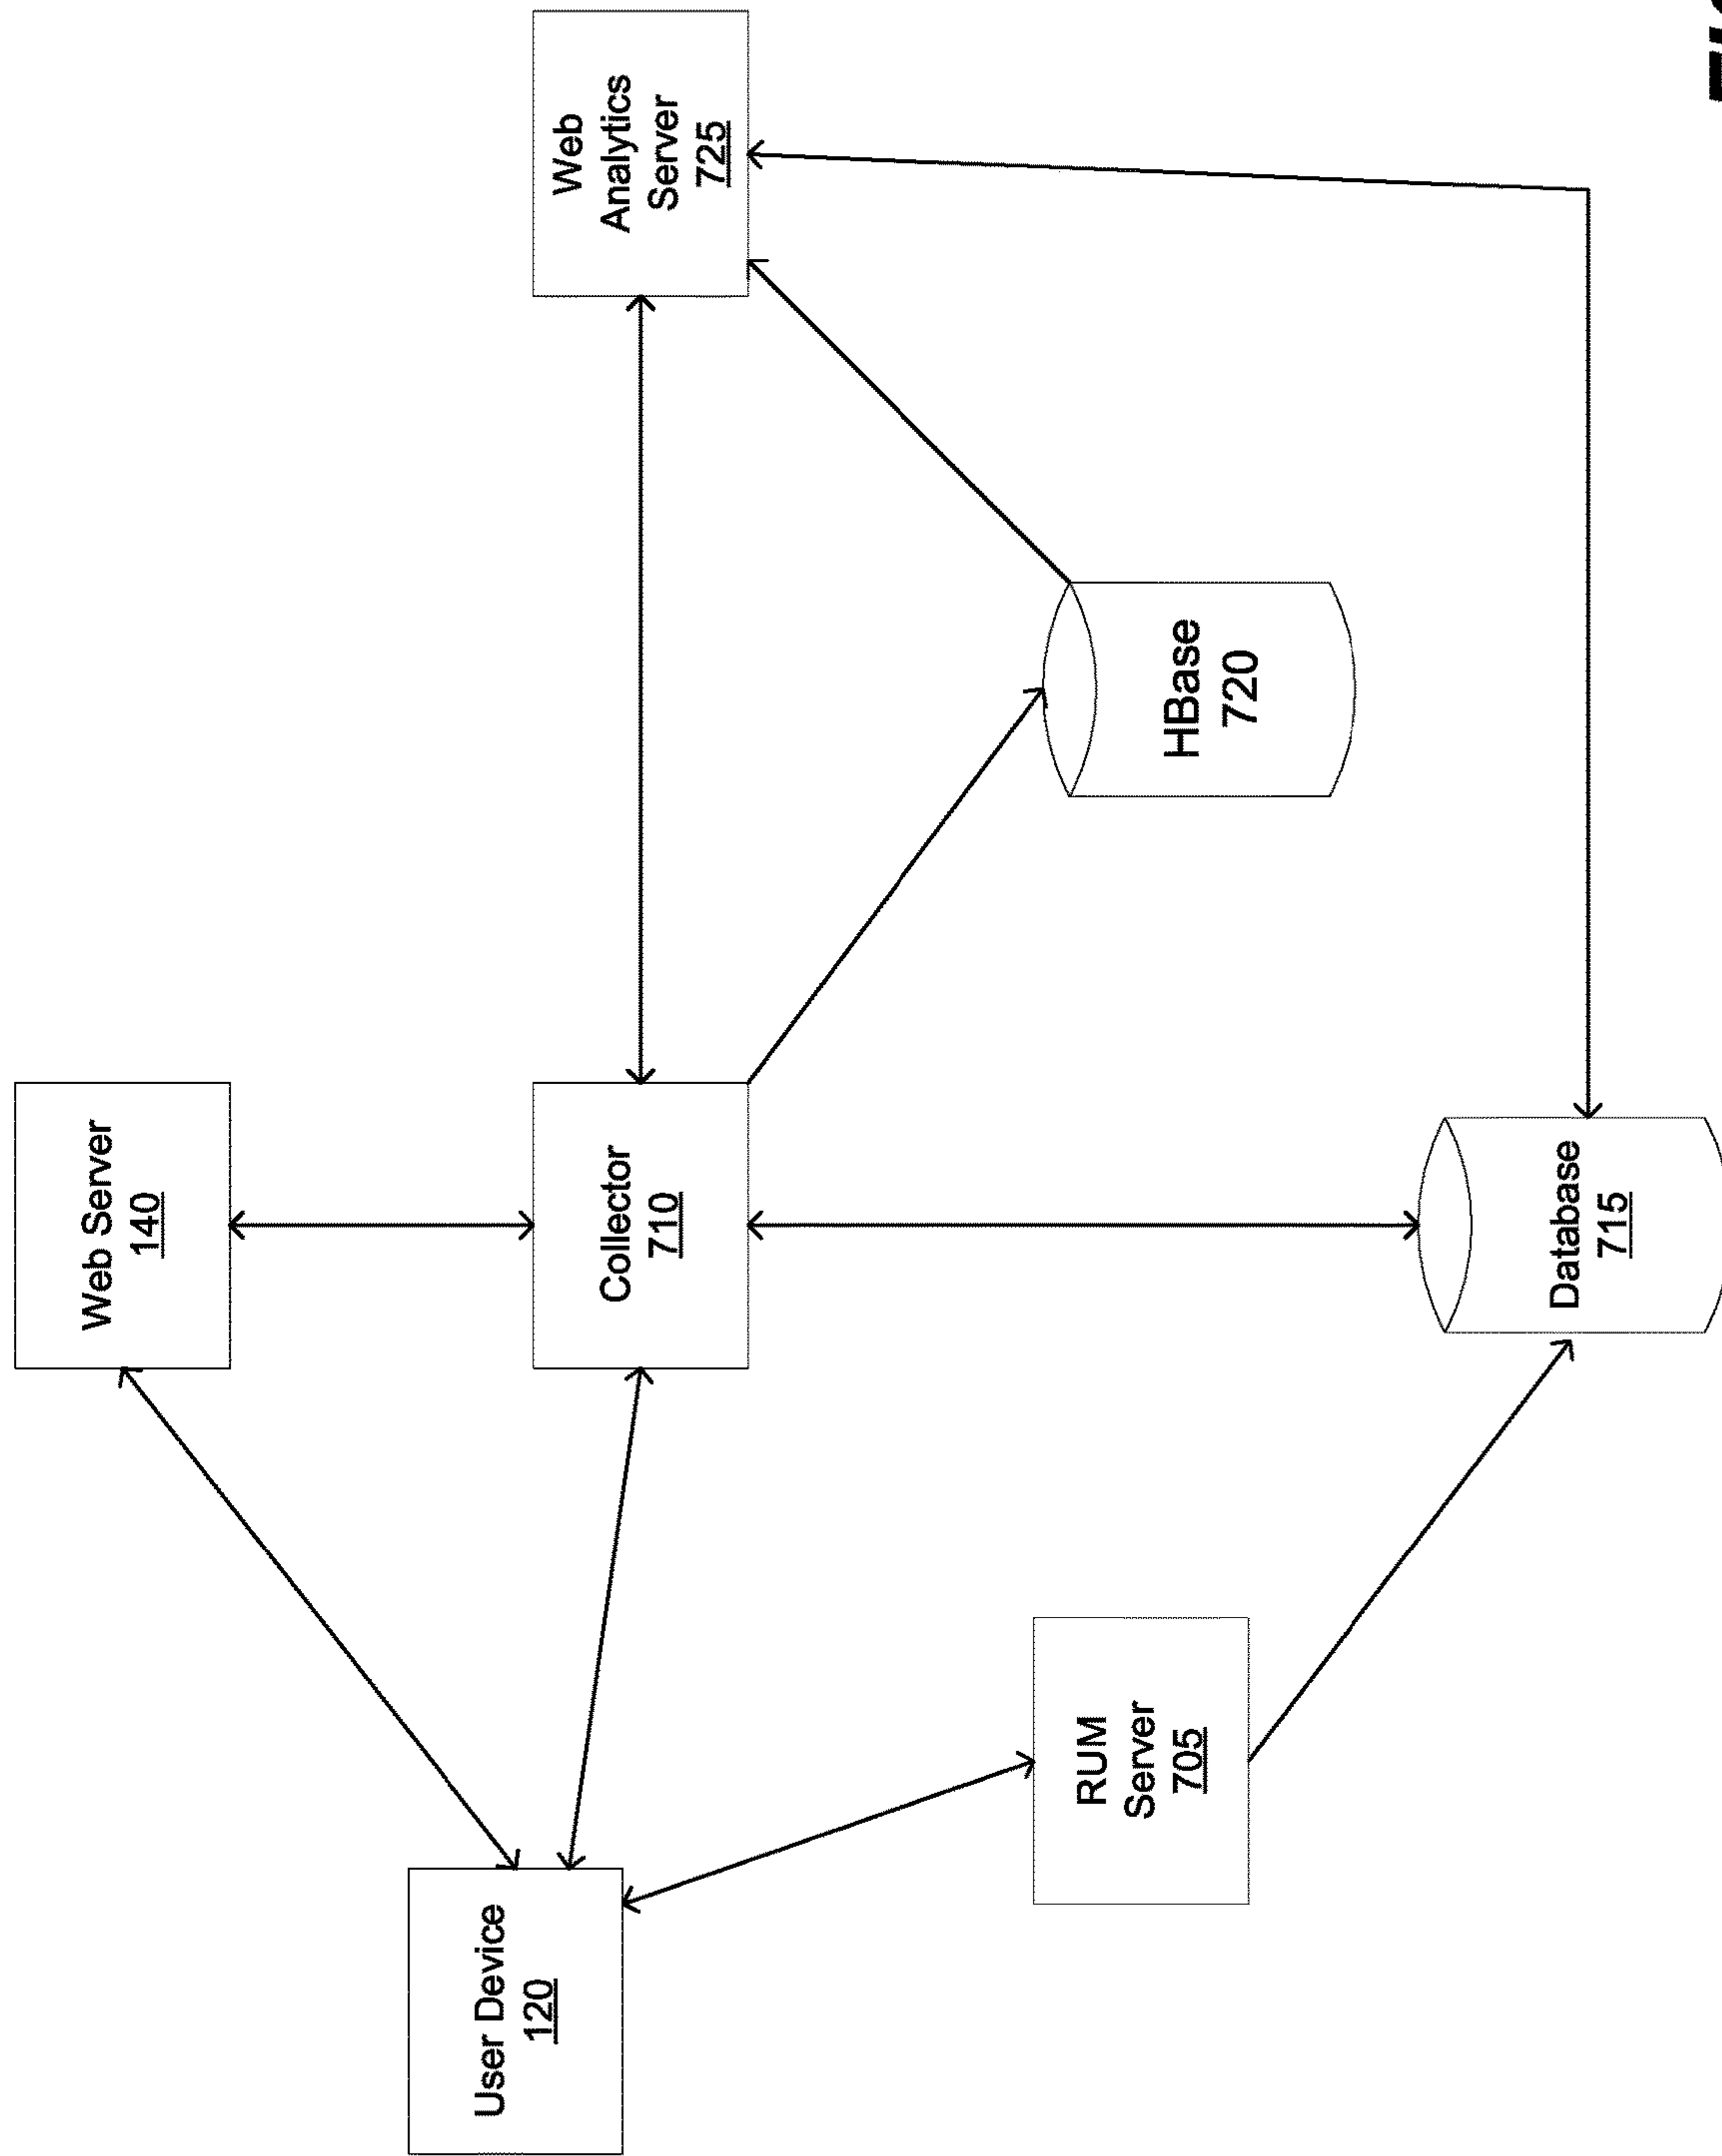 User Device
120
Web Server
140
Collector
710
RUM
Server
705
Database
715
HBase
720
Web
Analytics
Server
725